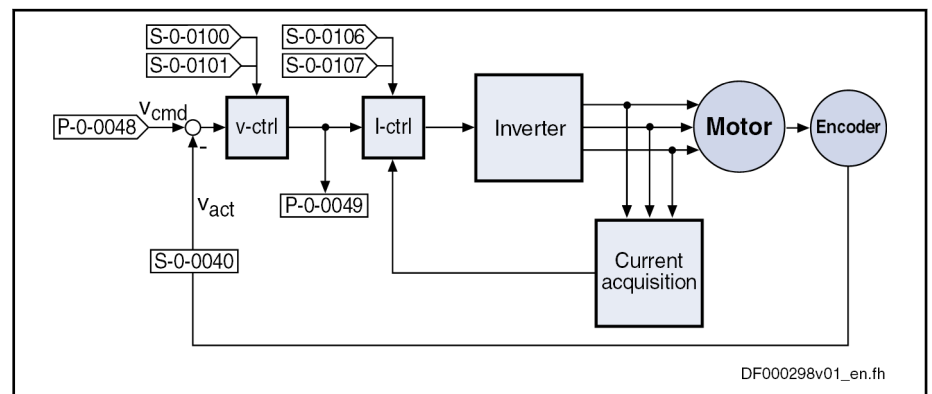 S-0-0100
S-0-0101
S-0-0106
S-0-0107
P-0-0048
vcmd
-
v-ctrl
I-ctrl
Inverter
Motor
Encoder
P-0-0049
vact
S-0-0040
Current
acquisition
DF000298v01_en.fh